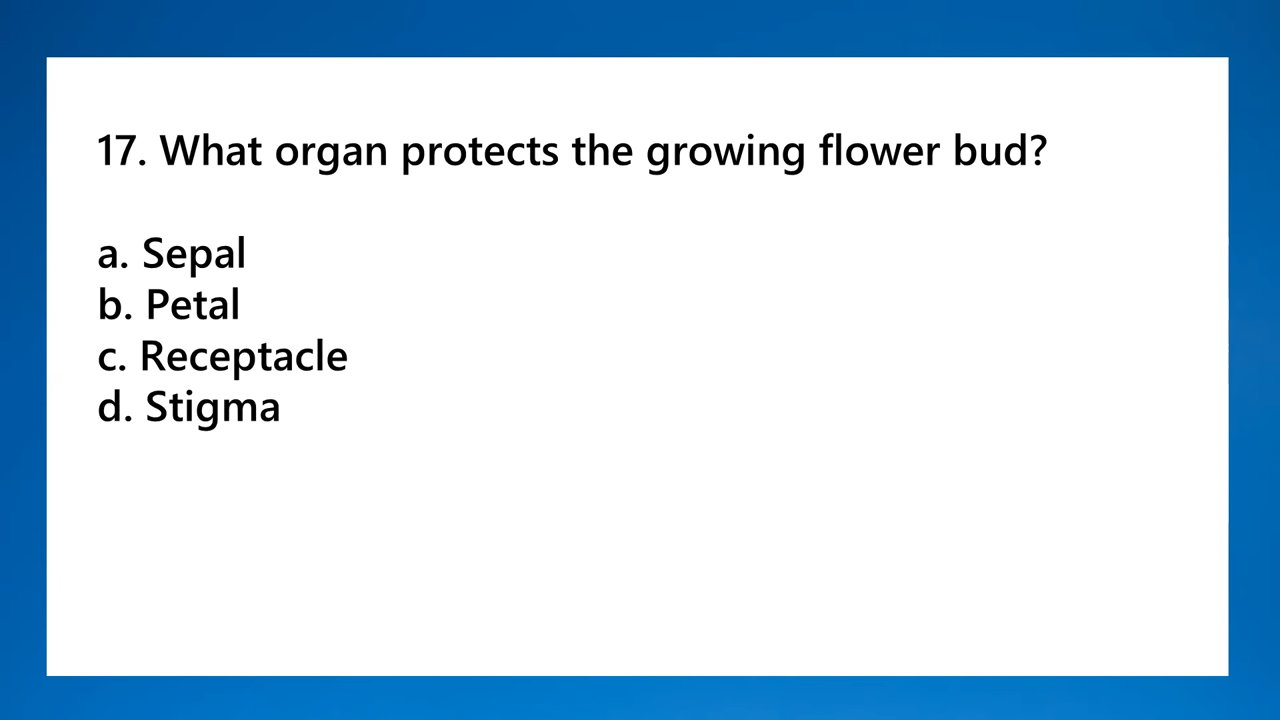 17. What organ protects the growing flower bud?
a. Sepal
b. Petal
c. Receptacle
d. Stigma